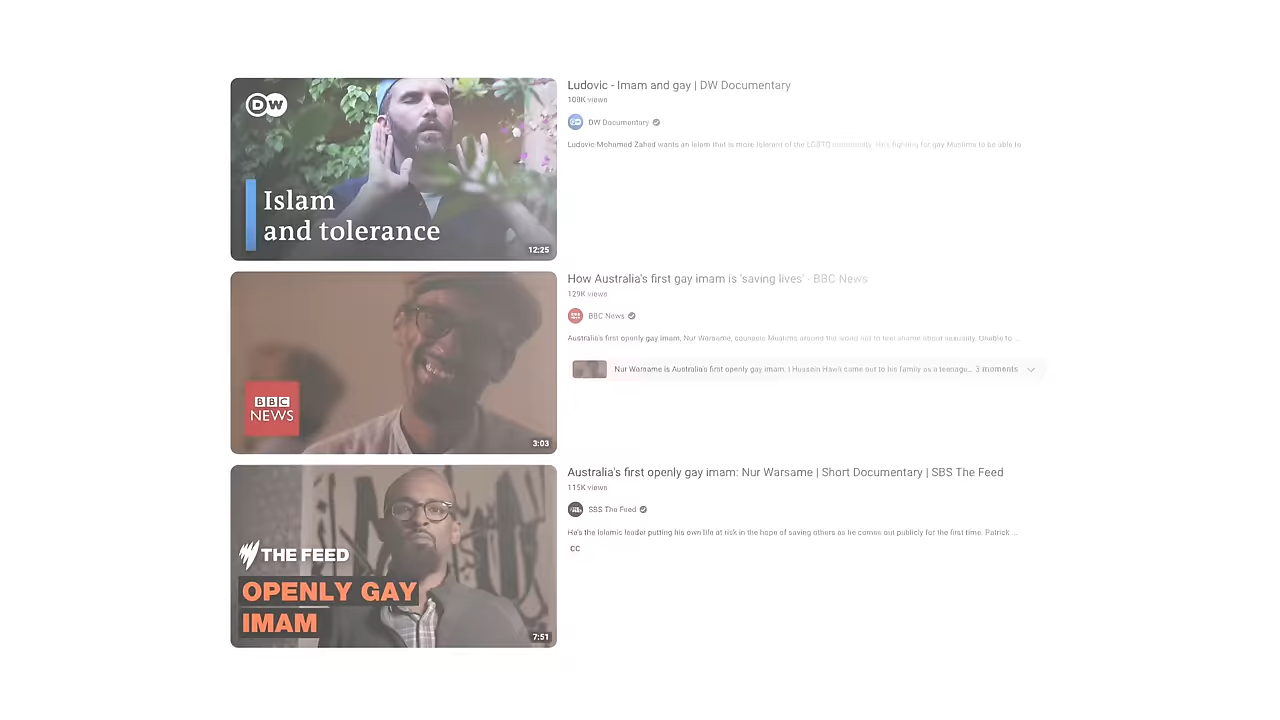 DW
Islam
and tolerance
12:25
Ludovic - Imam and gay | DW Documentary
108K views
DW Documentary
Ludovic-Mohamed Zahed wants an Islam that is more tolerant of the LGBTQ community. He's fighting for gay Muslims to be able to
BBC
NEWS
3:03
How Australia's first gay imam is 'saving lives' - BBC News
129K views
BBC News
Australia's first openly gay imam, Nur Warsame, counsels Muslims around the world not to feel shame about sexuality. Unable to ...
Nur Warsame is Australia's first openly gay imam. | Hussein Hawli came out to his family as a teenage... 3 moments
THE FEED
OPENLY GAY
IMAM
7:51
Australia's first openly gay imam: Nur Warsame | Short Documentary | SBS The Feed
115K views
SBS The Feed
He's the Islamic leader putting his own life at risk in the hope of saving others as he comes out publicly for the first time. Patrick ...
CC